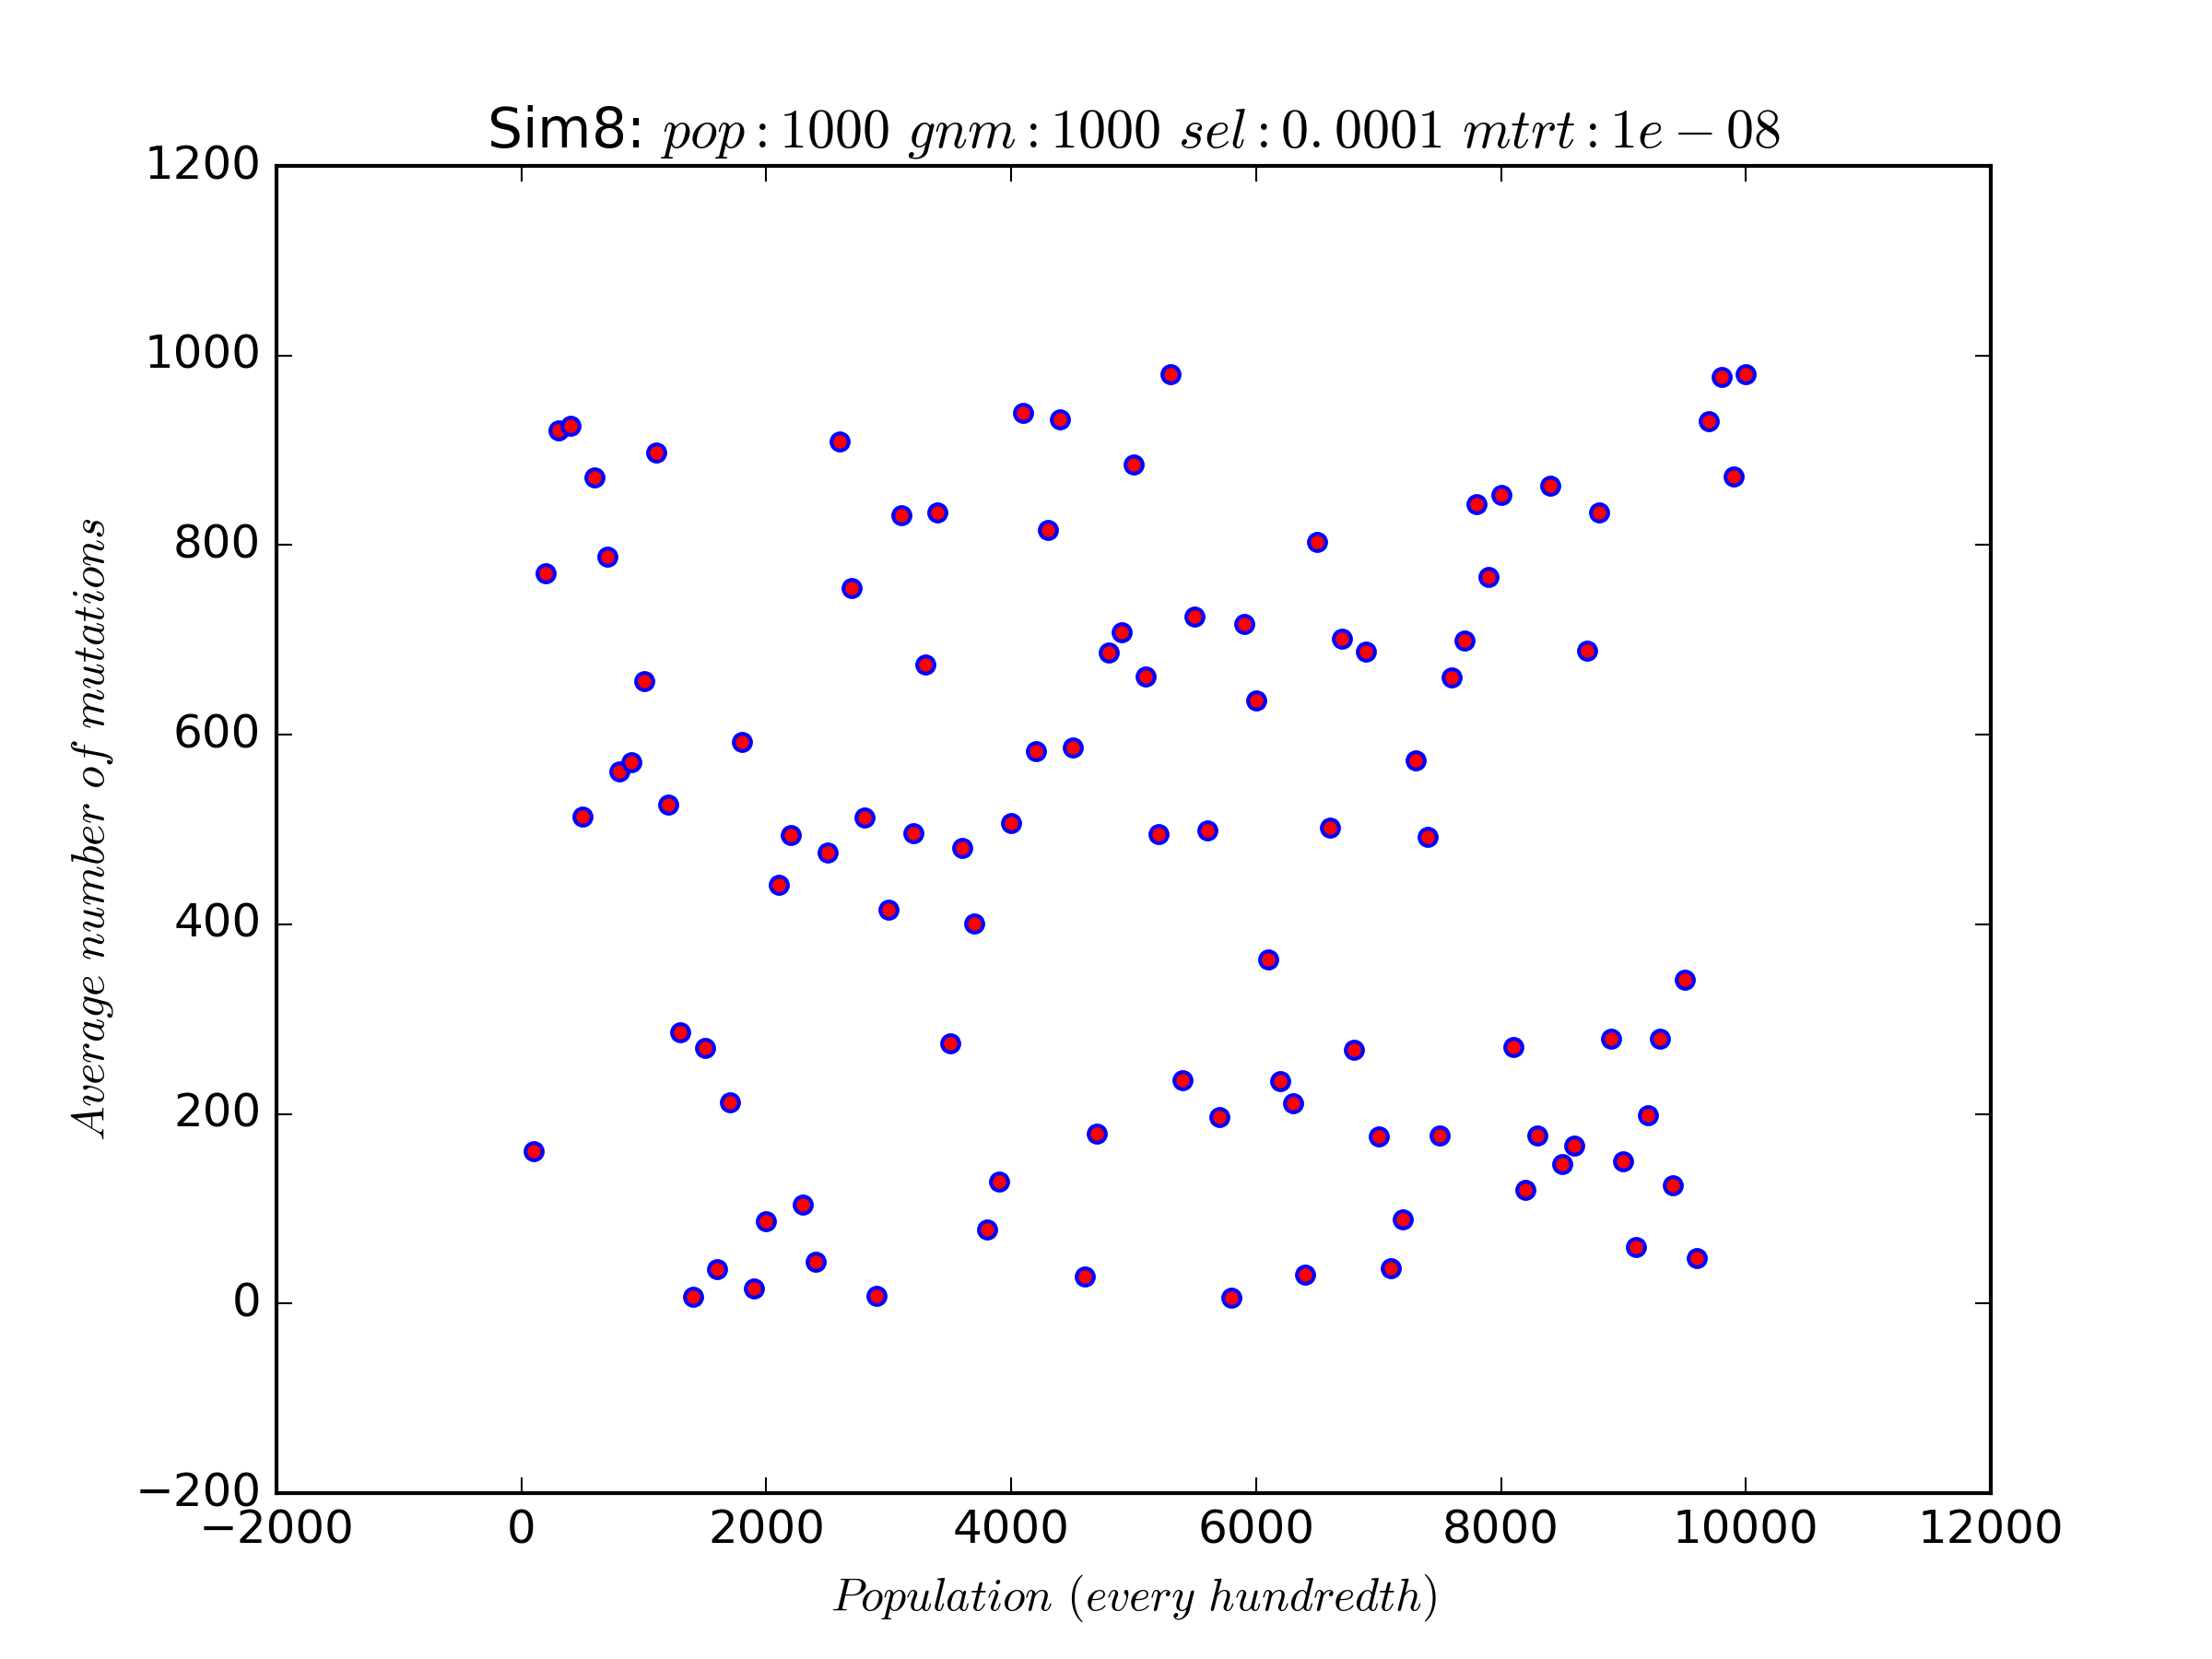 Sim8: pop : 1000 gnm : 1000 sel : 0.0001 mtrt : 1e − 08
1200
1000
800
600
400
200
0
−200
Average number of mutations
−2000 0 2000 4000 6000 8000 10000 12000
Population (every hundredth)